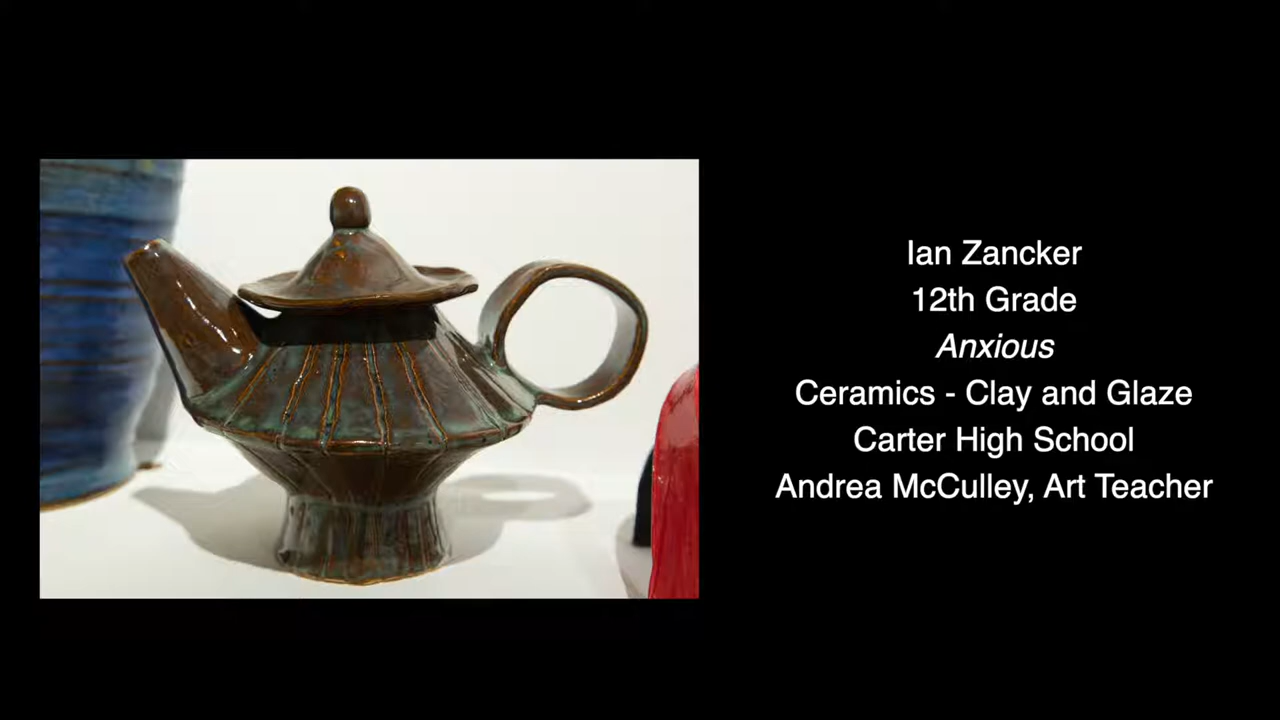 Ian Zancker
12th Grade
Anxious
Ceramics - Clay and Glaze
Carter High School
Andrea McCulley, Art Teacher